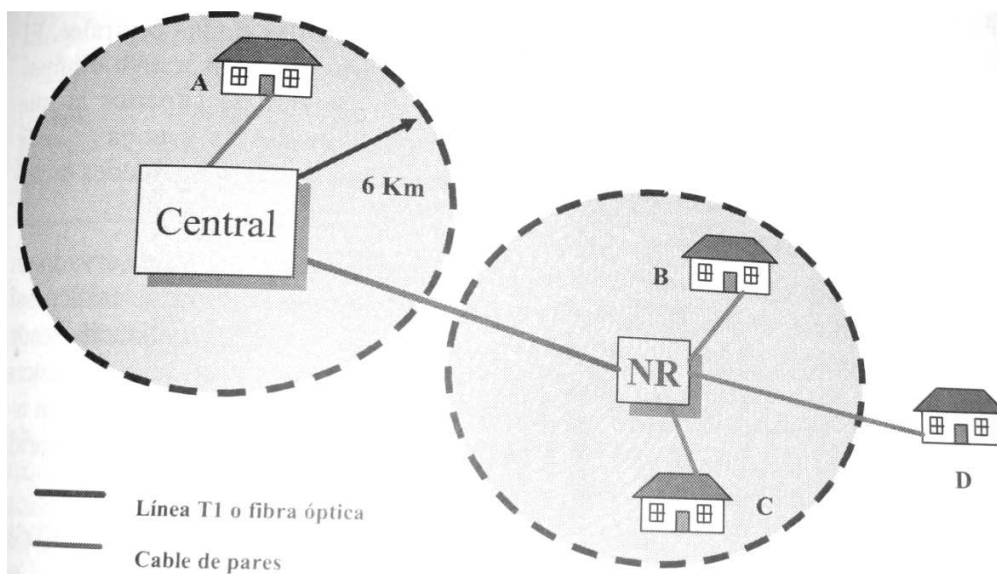 A
6 Km
Central
B
NR
D
C
Línea T1 o fibra óptica
Cable de pares